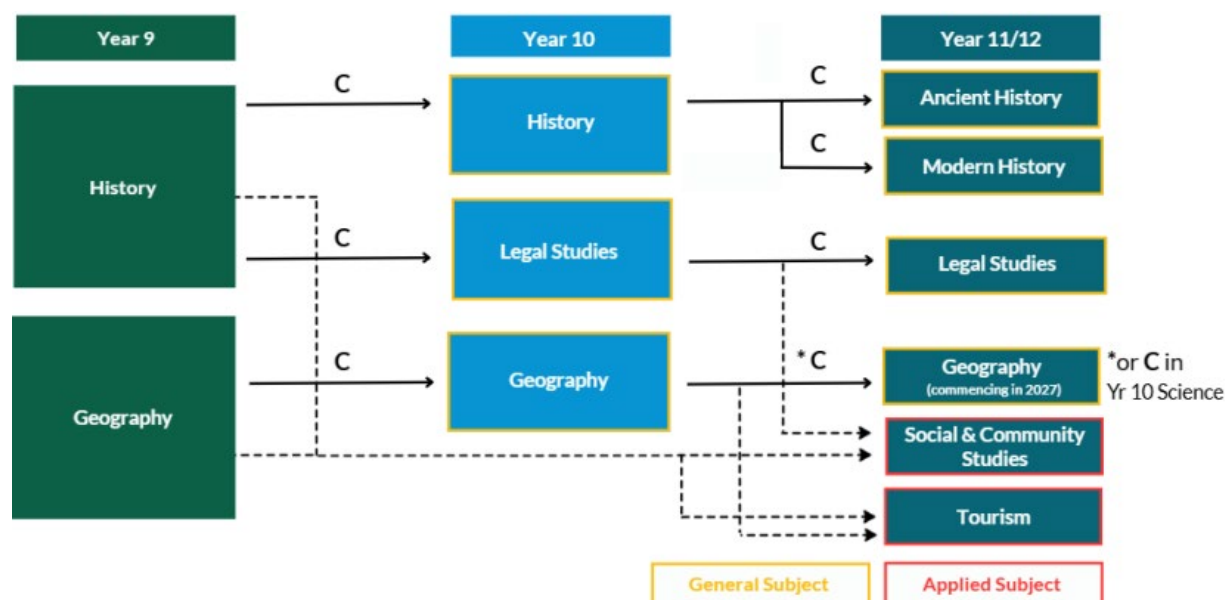 Year 9
Year 10
Year 11/12
C
C
Ancient History
History
C
Modern History
History
C
Legal Studies
C
Legal Studies
C
Geography
*C
Geography
(commencing in 2027)
*or C in
Yr 10 Science
Geography
Social & Community
Studies
Tourism
General Subject
Applied Subject